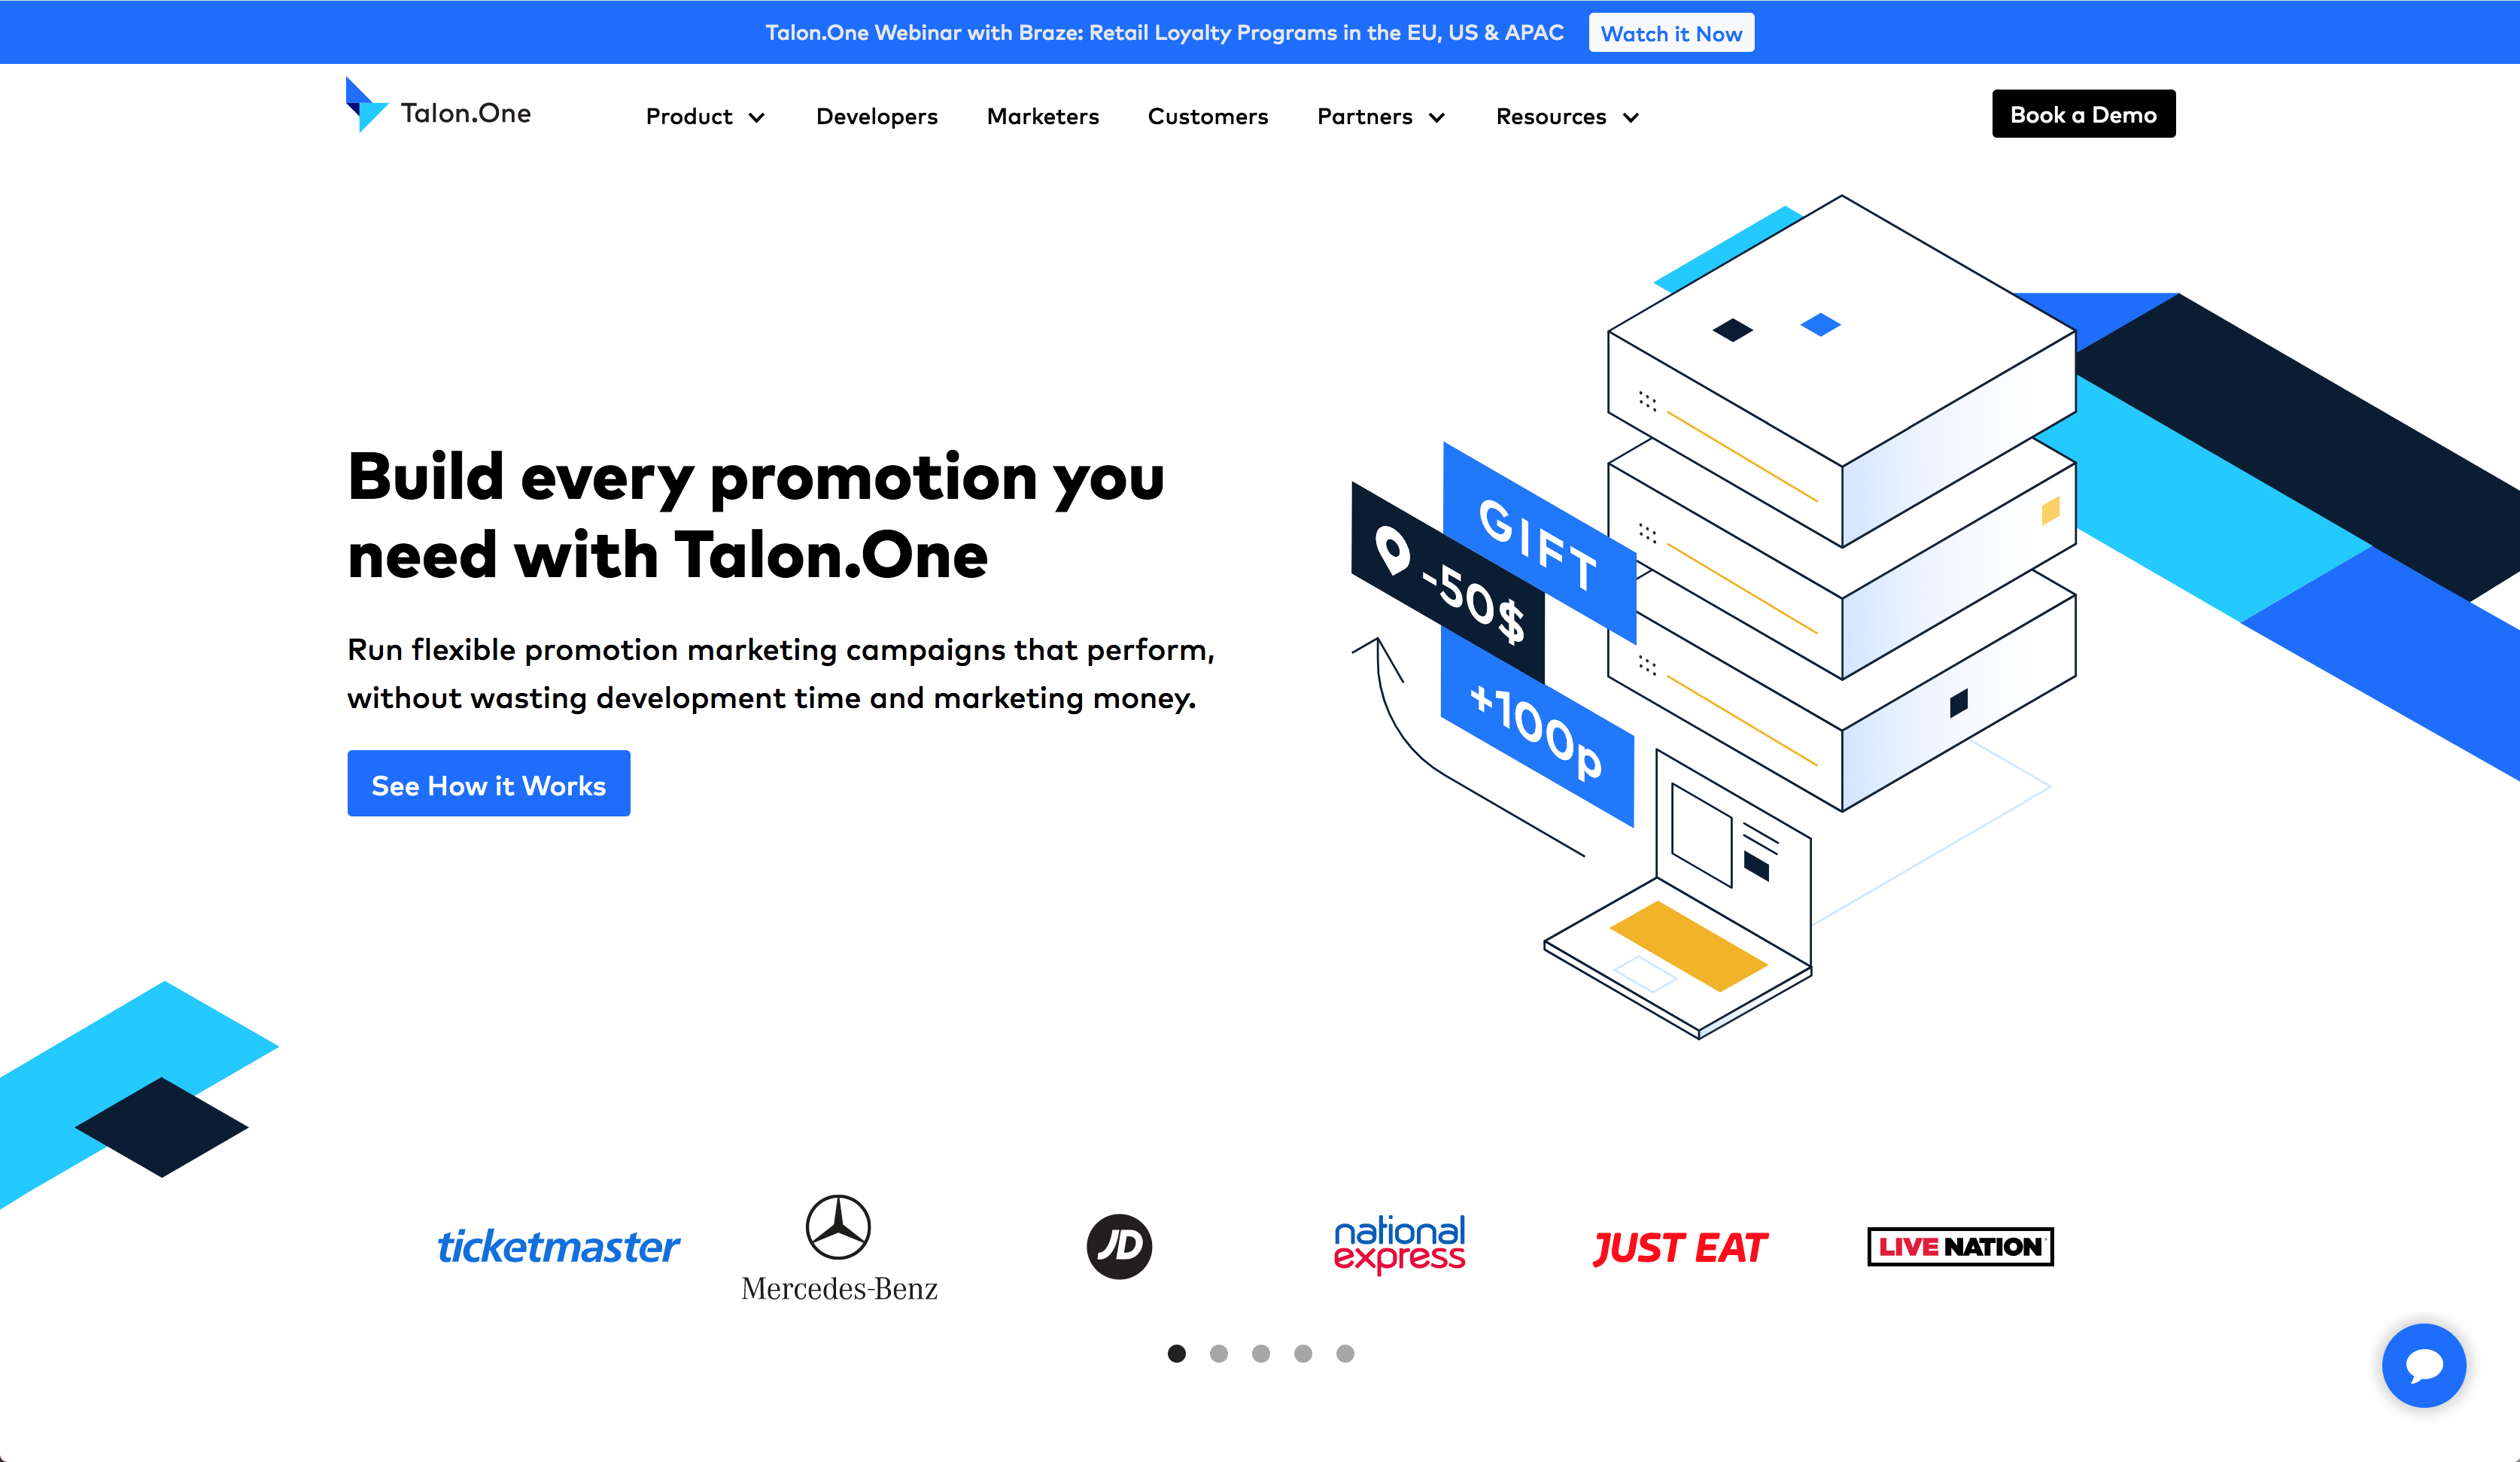 Talon.One Webinar with Braze: Retail Loyalty Programs in the EU, US & APAC Watch it Now
Talon.One Product Developers Marketers Customers Partners Resources Book a Demo
Build every promotion you
need with Talon.One
Run flexible promotion marketing campaigns that perform,
without wasting development time and marketing money.
See How it Works
GIFT
-50$
+100p
ticketmaster
Mercedes-Benz
JD
national
express
JUST EAT
LIVE NATION